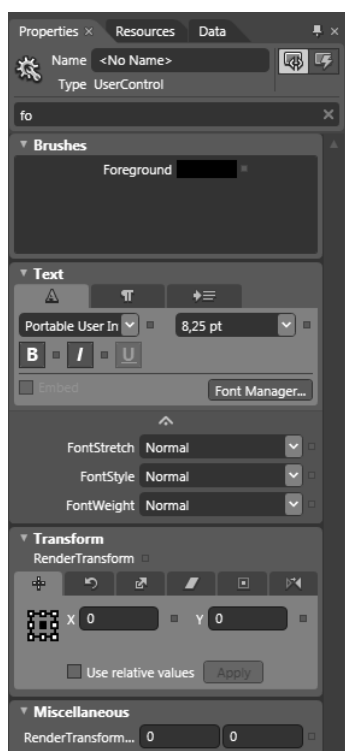 Properties × Resources Data
Name <No Name>
Type UserControl
fo
Brushes
Foreground
Text
A ¶
Portable User In 8,25 pt
B I U
Embed Font Manager...
FontStretch Normal
FontStyle Normal
FontWeight Normal
Transform
RenderTransform
X 0 Y 0
Use relative values Apply
Miscellaneous
RenderTransform... 0 0